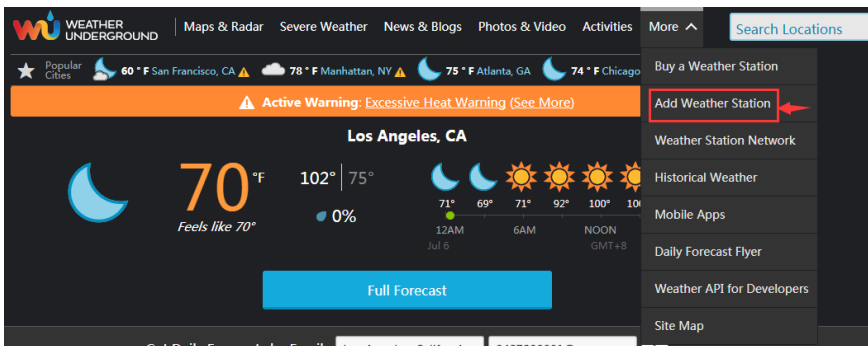 WEATHER
UNDERGROUND
Maps & Radar Severe Weather News & Blogs Photos & Video Activities More Search Locations
Popular
Cities
60 ° F San Francisco, CA 78 ° F Manhattan, NY 75 ° F Atlanta, GA 74 ° F Chicago
Active Warning: Excessive Heat Warning (See More)
Los Angeles, CA
70 °F
Feels like 70°
102° | 75°
0%
71° 69° 71° 92° 100°
12AM 6AM NOON
Jul 6 GMT+8
Full Forecast
Buy a Weather Station
Add Weather Station
Weather Station Network
Historical Weather
Mobile Apps
Daily Forecast Flyer
Weather API for Developers
Site Map